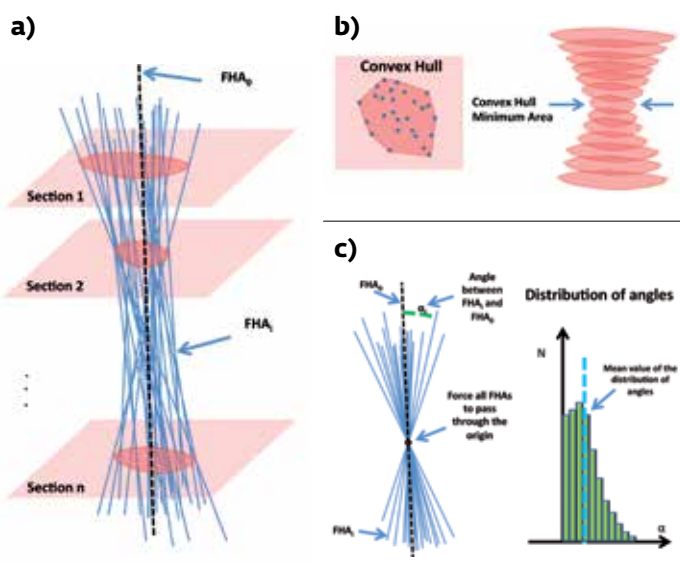 a)
FHA₀
Section 1
Section 2
FHAᵢ
Section n
b)
Convex Hull
Convex Hull
Minimum Area
c)
FHA₀
αᵢ
Angle
between
FHAᵢ and
FHA₀
Force all FHAs
to pass
through the
origin
FHAᵢ
Distribution of angles
N
Mean value of the
distribution of
angles
α